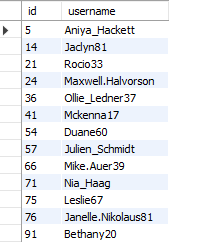 id username
5 Aniya_Hackett
14 Jaclyn81
21 Rocio33
24 Maxwell.Halvorson
36 Ollie_Ledner37
41 Mckenna17
54 Duane60
57 Julien_Schmidt
66 Mike.Auer39
71 Nia_Haag
75 Leslie67
76 Janelle.Nikolaus81
91 Bethany20